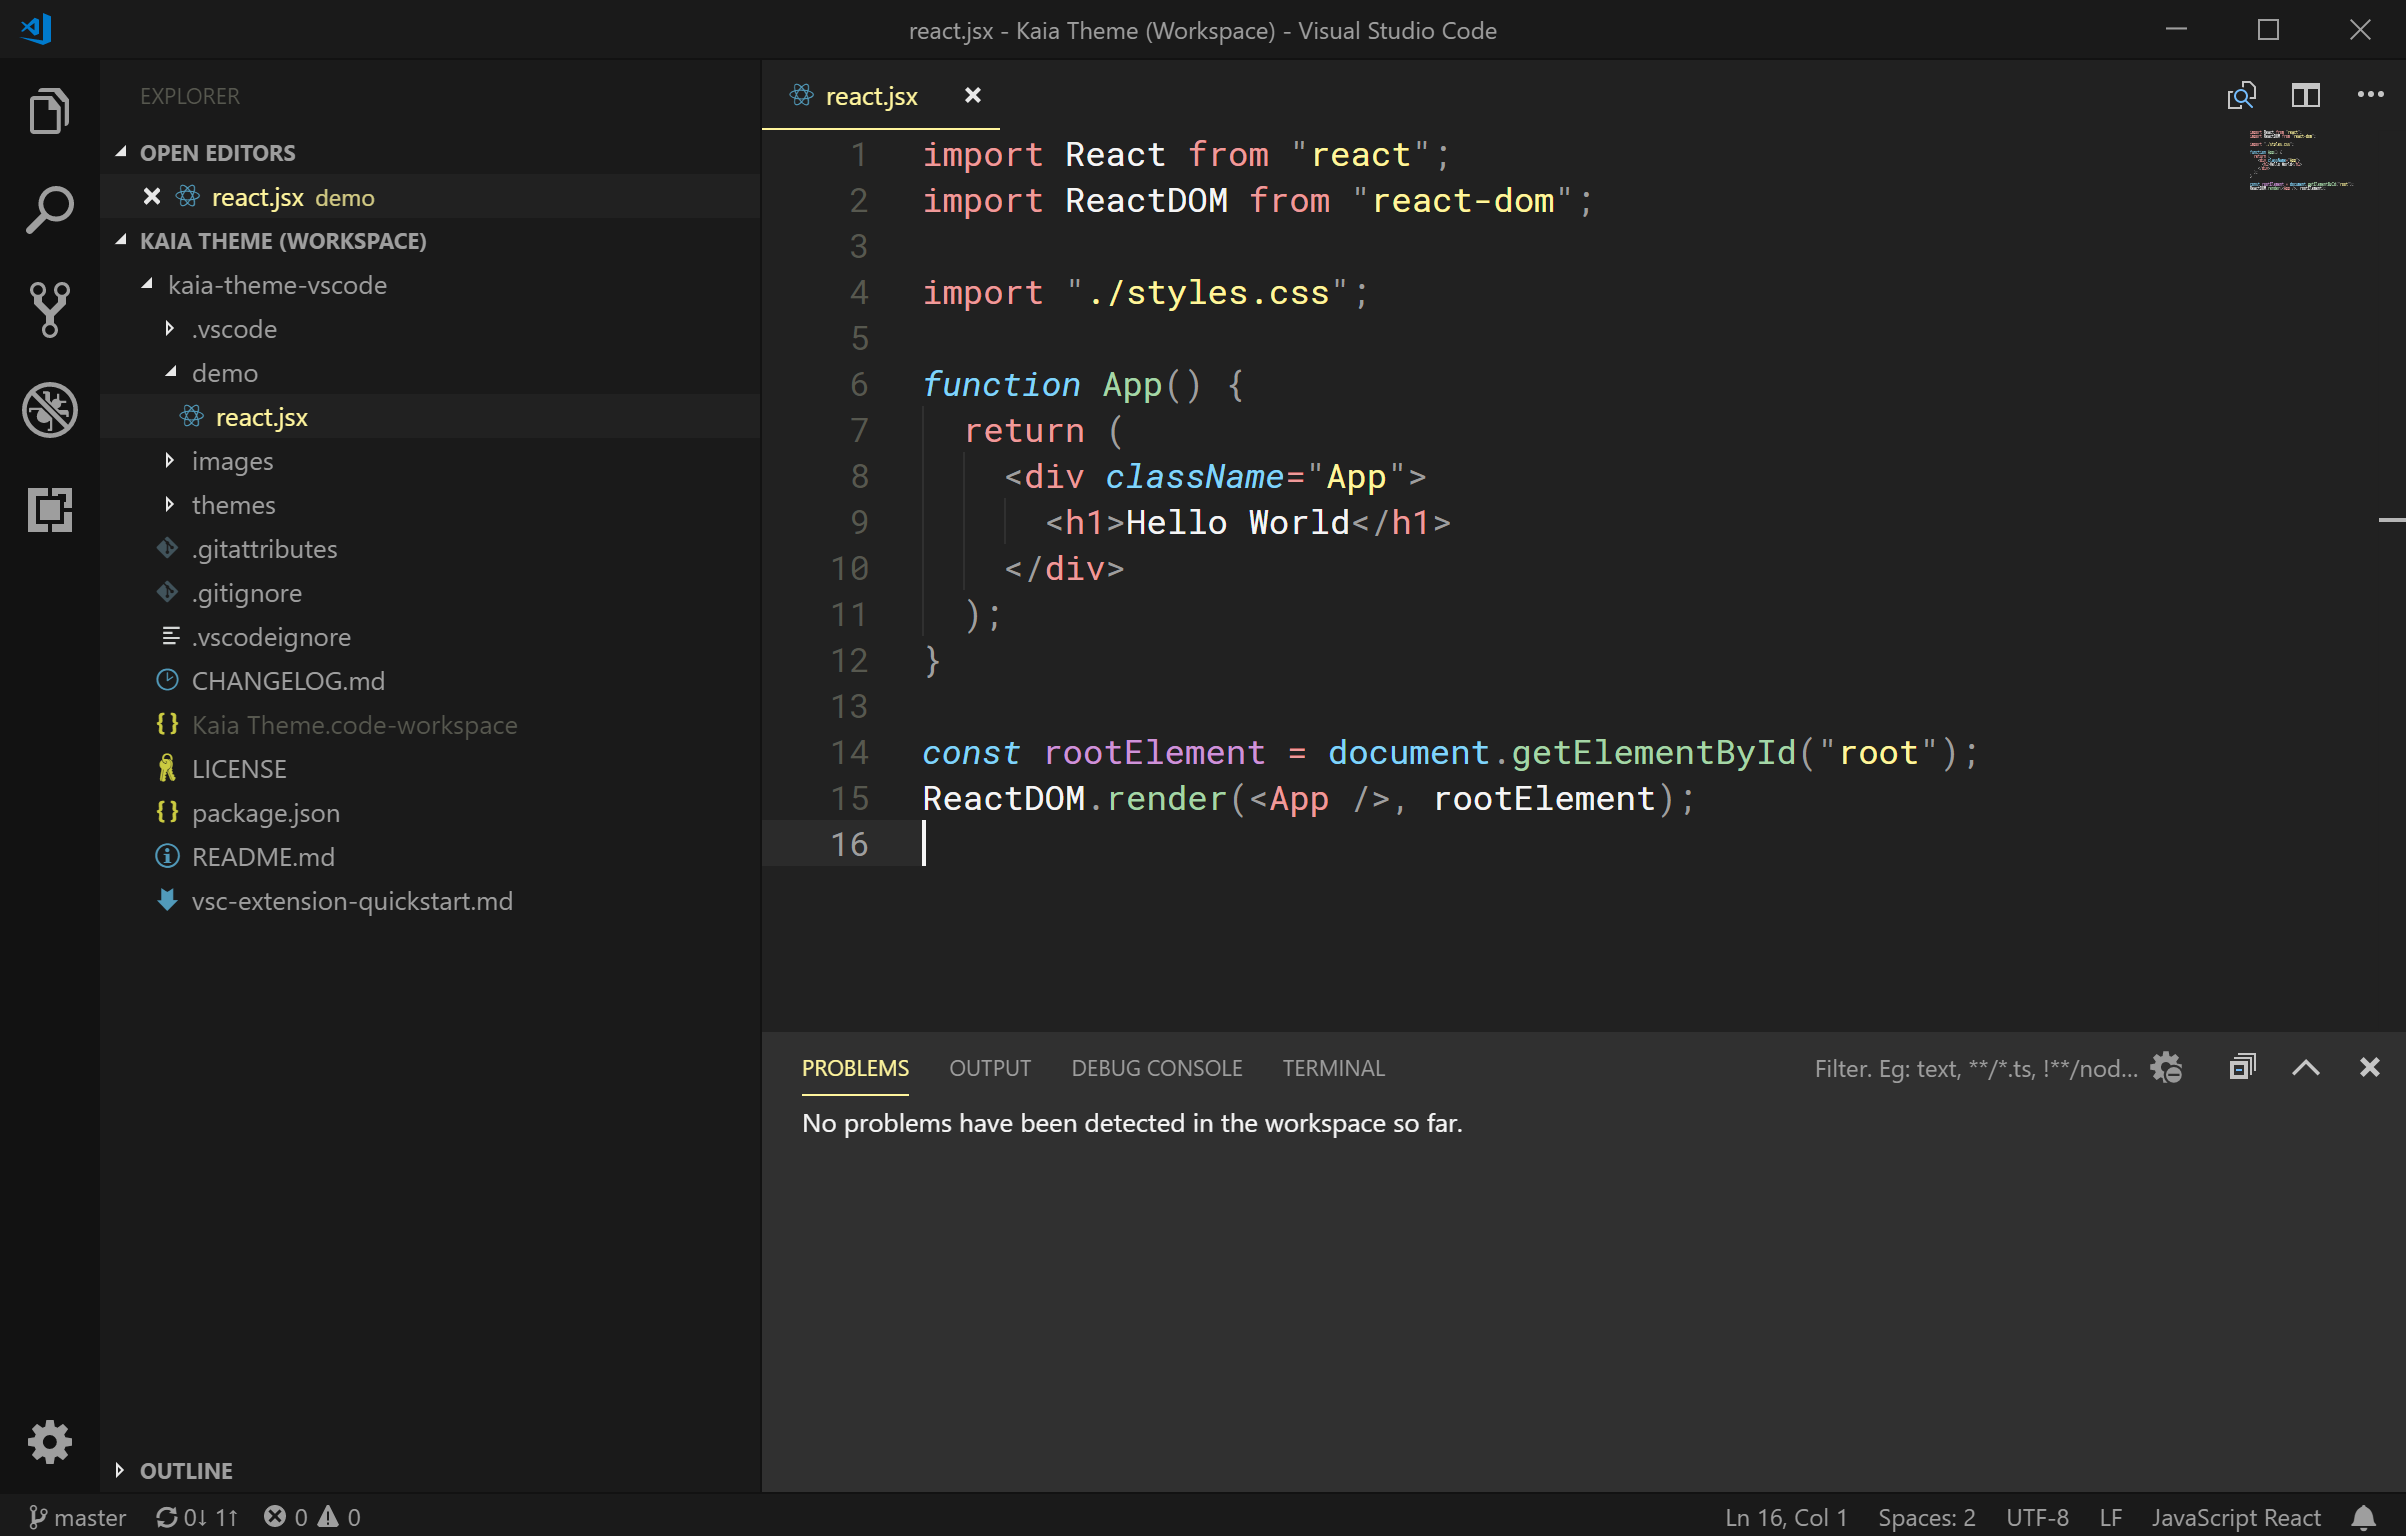 react.jsx - Kaia Theme (Workspace) - Visual Studio Code
EXPLORER
OPEN EDITORS
react.jsx demo
KAIA THEME (WORKSPACE)
kaia-theme-vscode
.vscode
demo
react.jsx
images
themes
.gitattributes
.gitignore
.vscodeignore
CHANGELOG.md
{} Kaia Theme.code-workspace
LICENSE
{} package.json
README.md
vsc-extension-quickstart.md
OUTLINE
react.jsx
1 import React from "react";
2 import ReactDOM from "react-dom";
3
4 import "./styles.css";
5
6 function App() {
7   return (
8     <div className="App">
9       <h1>Hello World</h1>
10     </div>
11   );
12 }
13
14 const rootElement = document.getElementById("root");
15 ReactDOM.render(<App />, rootElement);
16
PROBLEMS OUTPUT DEBUG CONSOLE TERMINAL Filter. Eg: text, **/*.ts, !**/nod...
No problems have been detected in the workspace so far.
master 0↓ 1↑ 0 0 Ln 16, Col 1 Spaces: 2 UTF-8 LF JavaScript React